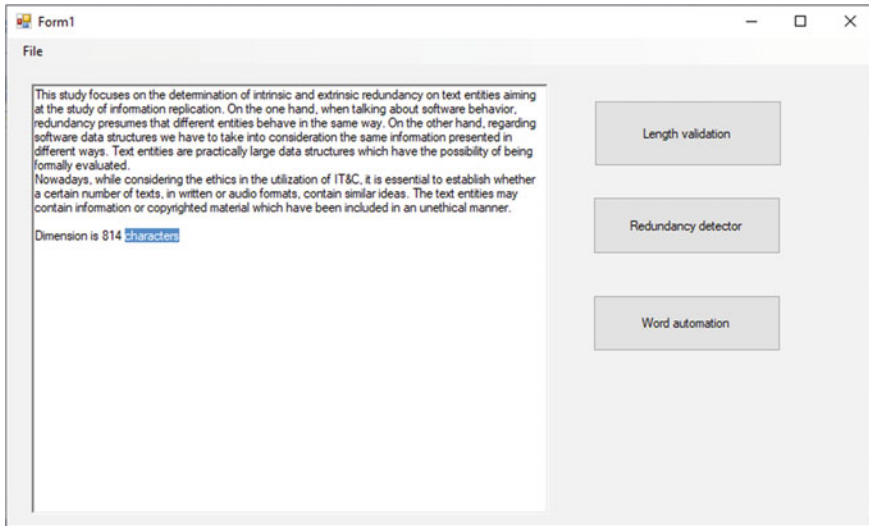 Form1
File
This study focuses on the determination of intrinsic and extrinsic redundancy on text entities aiming
at the study of information replication. On the one hand, when talking about software behavior,
redundancy presumes that different entities behave in the same way. On the other hand, regarding
software data structures we have to take into consideration the same information presented in
different ways. Text entities are practically large data structures which have the possibility of being
formally evaluated.
Nowadays, while considering the ethics in the utilization of IT&C, it is essential to establish whether
a certain number of texts, in written or audio formats, contain similar ideas. The text entities may
contain information or copyrighted material which have been included in an unethical manner.
Dimension is 814 characters
Length validation
Redundancy detector
Word automation